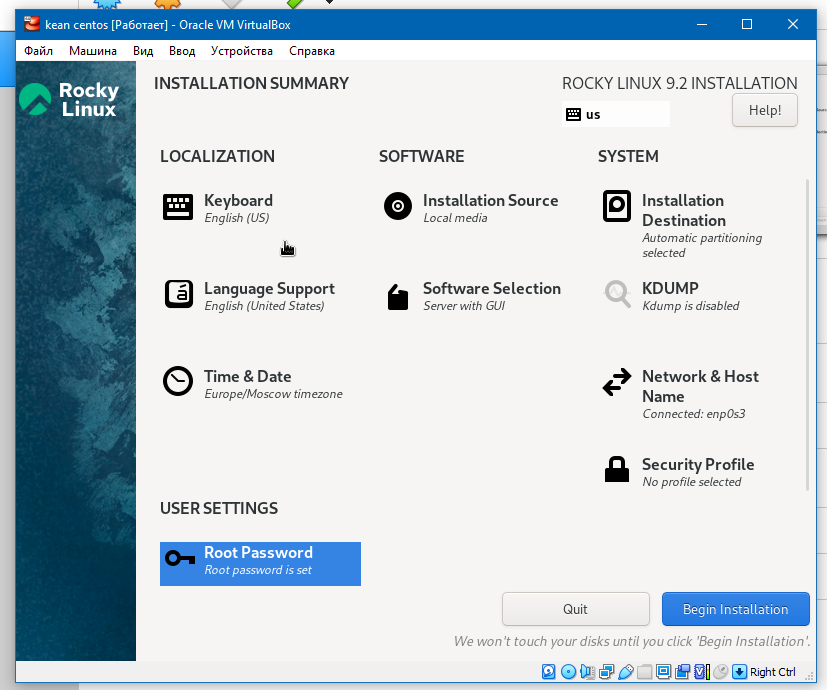 kean centos [Работает] - Oracle VM VirtualBox
Файл Машина Вид Ввод Устройства Справка
Rocky
Linux
INSTALLATION SUMMARY
ROCKY LINUX 9.2 INSTALLATION
us
Help!
LOCALIZATION
Keyboard
English (US)
Language Support
English (United States)
Time & Date
Europe/Moscow timezone
SOFTWARE
Installation Source
Local media
Software Selection
Server with GUI
SYSTEM
Installation
Destination
Automatic partitioning
selected
KDUMP
Kdump is disabled
Network & Host
Name
Connected: enp0s3
Security Profile
No profile selected
USER SETTINGS
Root Password
Root password is set
Quit
Begin Installation
We won't touch your disks until you click 'Begin Installation'.
Right Ctrl